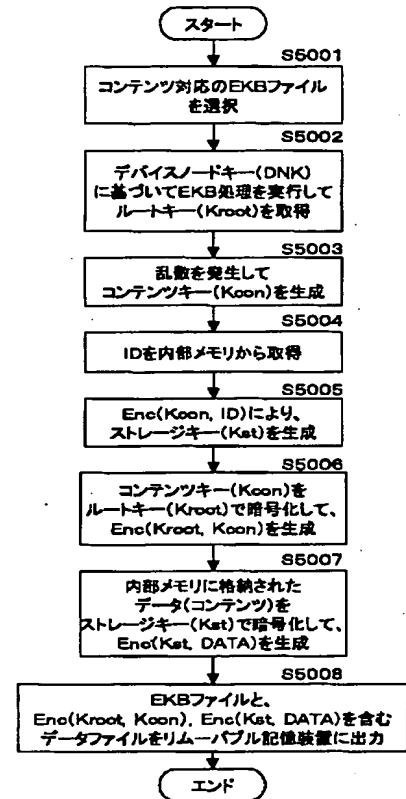 スタート
S5001
コンテンツ対応のEKBファイル
を選択
S5002
デバイスノードキー(DNK)
に基づいてEKB処理を実行して
ルートキー(Kroot)を取得
S5003
乱数を発生して
コンテンツキー(Kcon)を生成
S5004
IDを内部メモリから取得
S5005
Enc(Kcon, ID)により、
ストレージキー(Kst)を生成
S5006
コンテンツキー(Kcon)を
ルートキー(Kroot)で暗号化して、
Enc(Kroot, Kcon)を生成
S5007
内部メモリに格納された
データ(コンテンツ)を
ストレージキー(Kst)で暗号化して、
Enc(Kst, DATA)を生成
S5008
EKBファイルと、
Enc(Kroot, Kcon), Enc(Kst, DATA)を含む
データファイルをリムーバブル記憶装置に出力
エンド